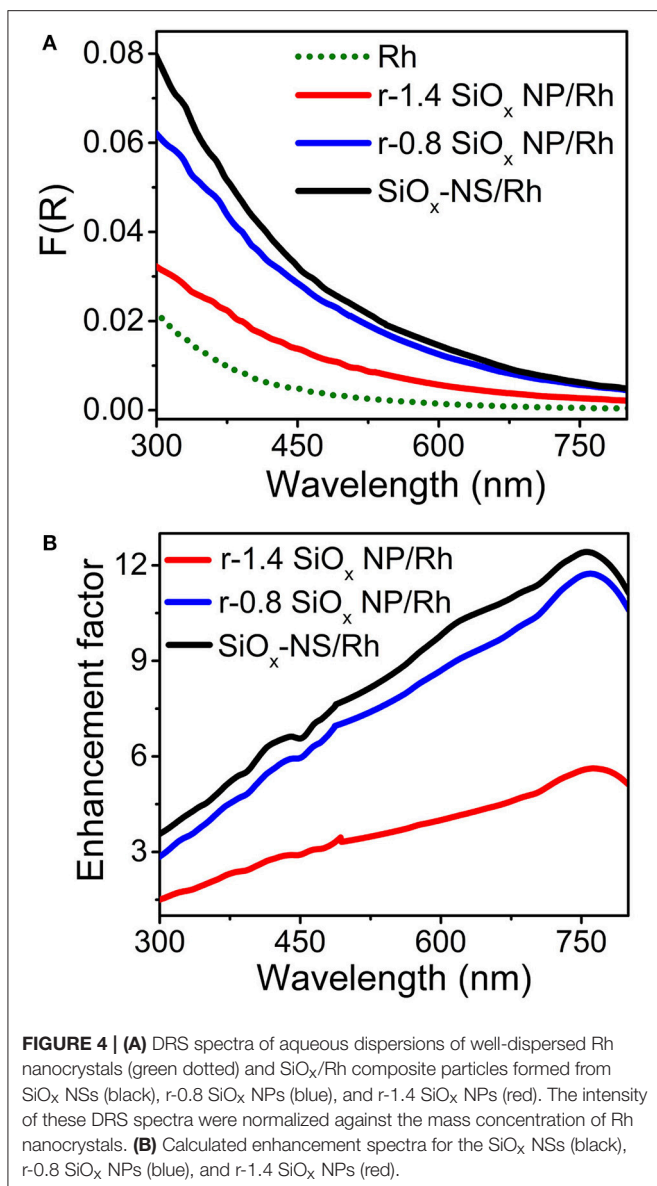 A
0.08
0.06
0.04
0.02
0.00
F(R)
Rh
r-1.4 SiOₓ NP/Rh
r-0.8 SiOₓ NP/Rh
SiOₓ-NS/Rh
300 450 600 750
Wavelength (nm)
B
12
9
6
3
Enhancement factor
r-1.4 SiOₓ NP/Rh
r-0.8 SiOₓ NP/Rh
SiOₓ-NS/Rh
300 450 600 750
Wavelength (nm)
FIGURE 4 | (A) DRS spectra of aqueous dispersions of well-dispersed Rh
nanocrystals (green dotted) and SiOₓ/Rh composite particles formed from
SiOₓ NSs (black), r-0.8 SiOₓ NPs (blue), and r-1.4 SiOₓ NPs (red). The intensity
of these DRS spectra were normalized against the mass concentration of Rh
nanocrystals. (B) Calculated enhancement spectra for the SiOₓ NSs (black),
r-0.8 SiOₓ NPs (blue), and r-1.4 SiOₓ NPs (red).